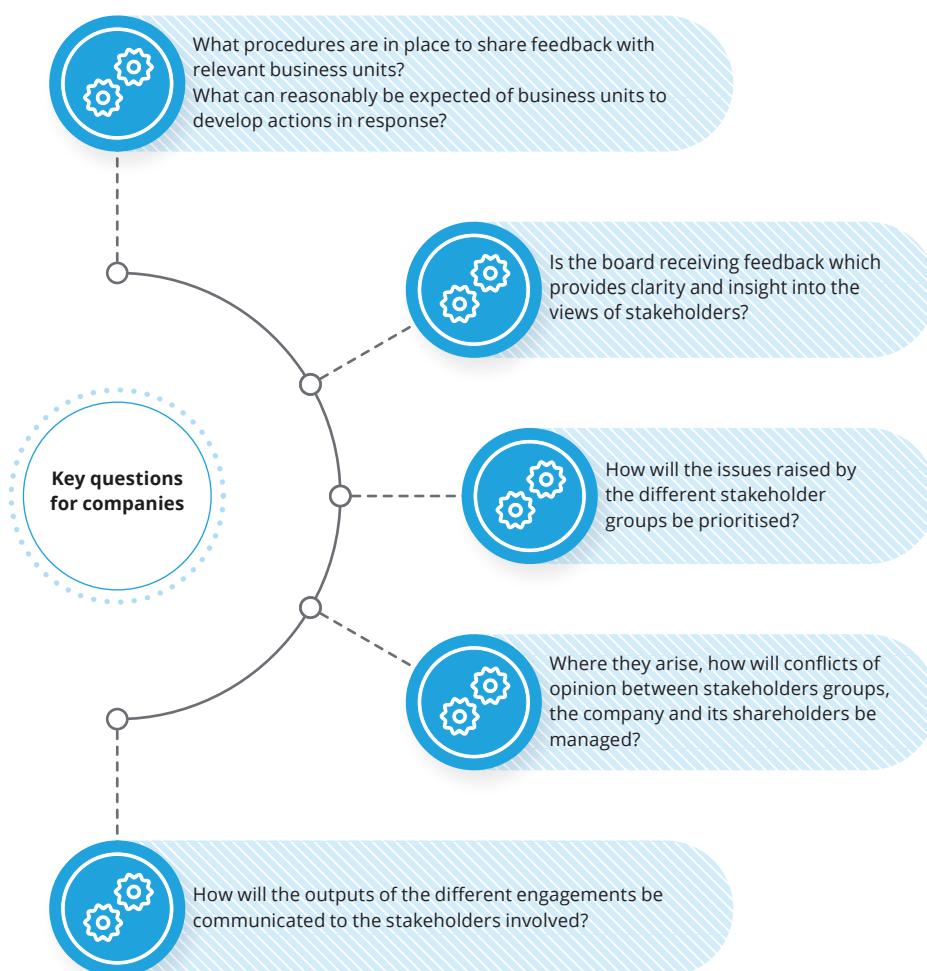 What procedures are in place to share feedback with
relevant business units?
What can reasonably be expected of business units to
develop actions in response?
Is the board receiving feedback which
provides clarity and insight into the
views of stakeholders?
Key questions
for companies
How will the issues raised by
the different stakeholder
groups be prioritised?
Where they arise, how will conflicts of
opinion between stakeholders groups,
the company and its shareholders be
managed?
How will the outputs of the different engagements be
communicated to the stakeholders involved?